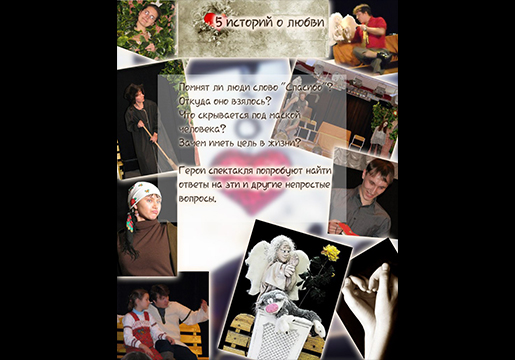 5 историй о любви
Помнят ли люди слово "Спасибо"?
Откуда оно взялось?
Что скрывается под маской
человека?
Зачем иметь цель в жизни?
Герои спектакля попробуют найти
ответы на эти и другие непростые
вопросы.